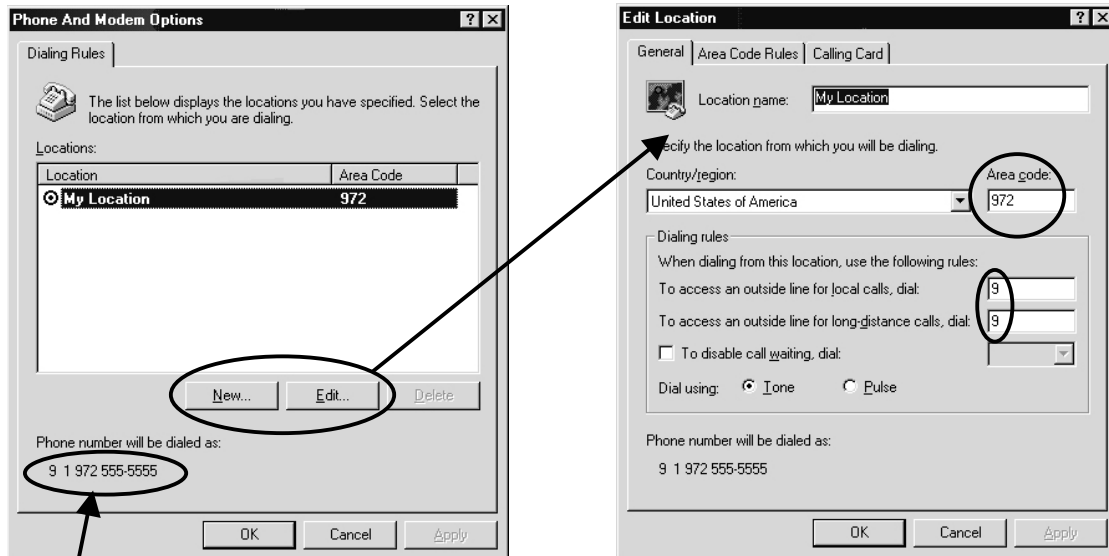 Phone And Modem Options
Dialing Rules
The list below displays the locations you have specified. Select the
location from which you are dialing.
Locations:
Location Area Code
My Location 972
New... Edit... Delete
Phone number will be dialed as:
9 1 972 555-5555
OK Cancel Apply
Edit Location
General Area Code Rules Calling Card
Location name: My Location
ecify the location from which you will be dialing.
Country/region: Area code:
United States of America 972
Dialing rules
When dialing from this location, use the following rules:
To access an outside line for local calls, dial: 9
To access an outside line for long-distance calls, dial: 9
To disable call waiting, dial:
Dial using: Tone Pulse
Phone number will be dialed as:
9 1 972 555-5555
OK Cancel Apply